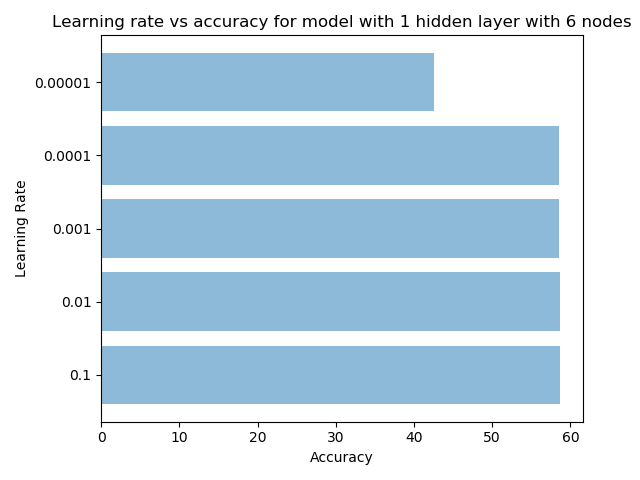 Learning rate vs accuracy for model with 1 hidden layer with 6 nodes
0.00001
0.0001
0.001
0.01
0.1
Learning Rate
0 10 20 30 40 50 60
Accuracy